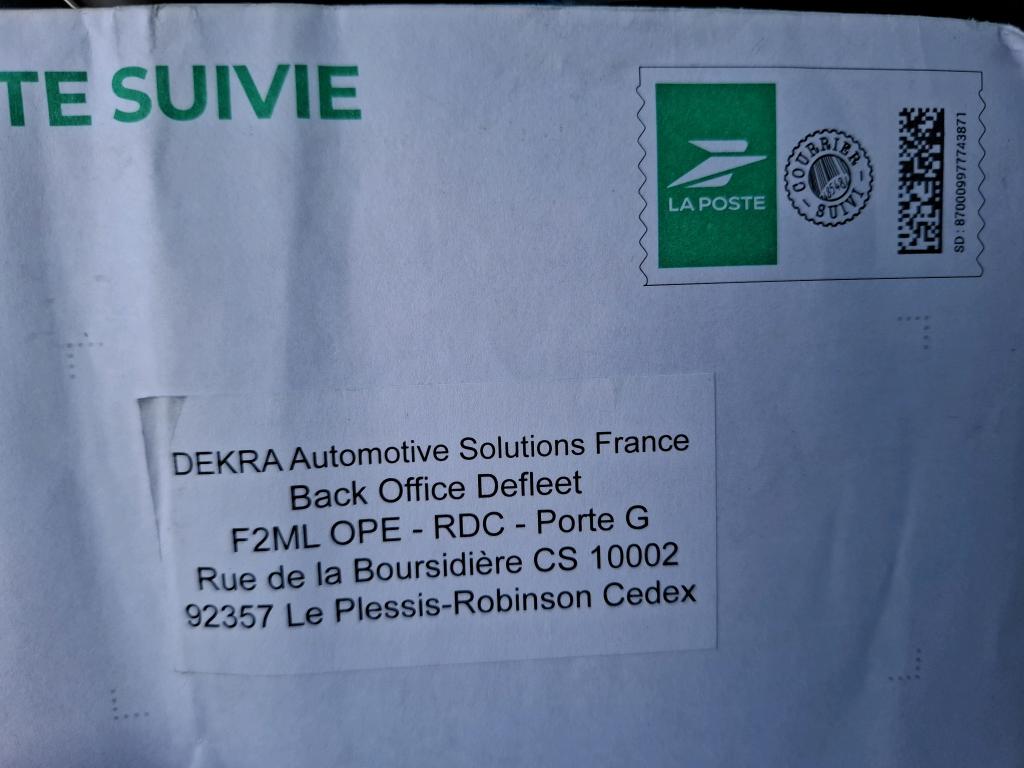 TE SUIVIE
LA POSTE
COURRIER
SUIVI
SD : 870009977743871
DEKRA Automotive Solutions France
Back Office Defleet
F2ML OPE - RDC - Porte G
Rue de la Boursidière CS 10002
92357 Le Plessis-Robinson Cedex